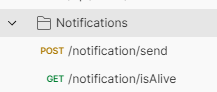 Notifications
POST /notification/send
GET /notification/isAlive